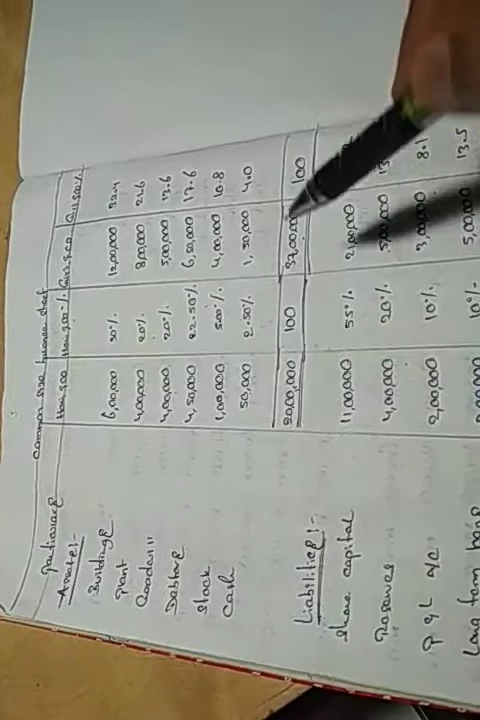 Common size balance sheet
Particulars
Assets:-
Buildings 6,00,000 30% 12,00,000 32.4
Plant 4,00,000 20% 8,00,000 21.6
Goodwill 4,00,000 20% 5,00,000 13.6
Debtors 4,50,000 22.50% 6,50,000 17.6
Stock 1,00,000 5.00% 4,00,000 10.8
Cash 50,000 2.50% 1,50,000 4.0
20,00,000 100 37,00,000 100
Liabilities:-
Share capital 11,00,000 55% 21,00,000
Reserves 4,00,000 20% 5,00,000
P & L A/C 2,00,000 10% 3,00,000 8.1
Long term 10% 5,00,000 13.5